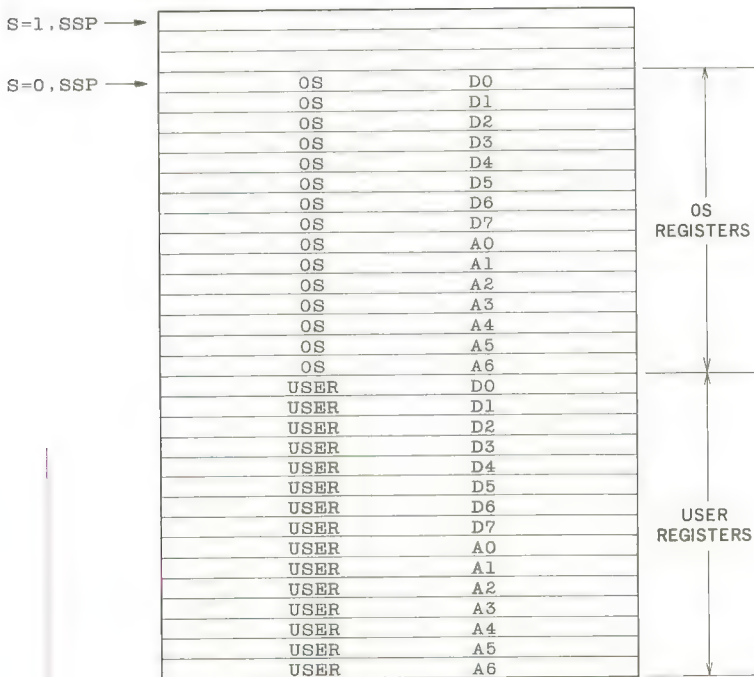 S=1,SSP
S=0,SSP
OS D0
OS D1
OS D2
OS D3
OS D4
OS D5
OS D6
OS D7
OS A0
OS A1
OS A2
OS A3
OS A4
OS A5
OS A6
OS
REGISTERS
USER D0
USER D1
USER D2
USER D3
USER D4
USER D5
USER D6
USER D7
USER A0
USER A1
USER A2
USER A3
USER A4
USER A5
USER A6
USER
REGISTERS